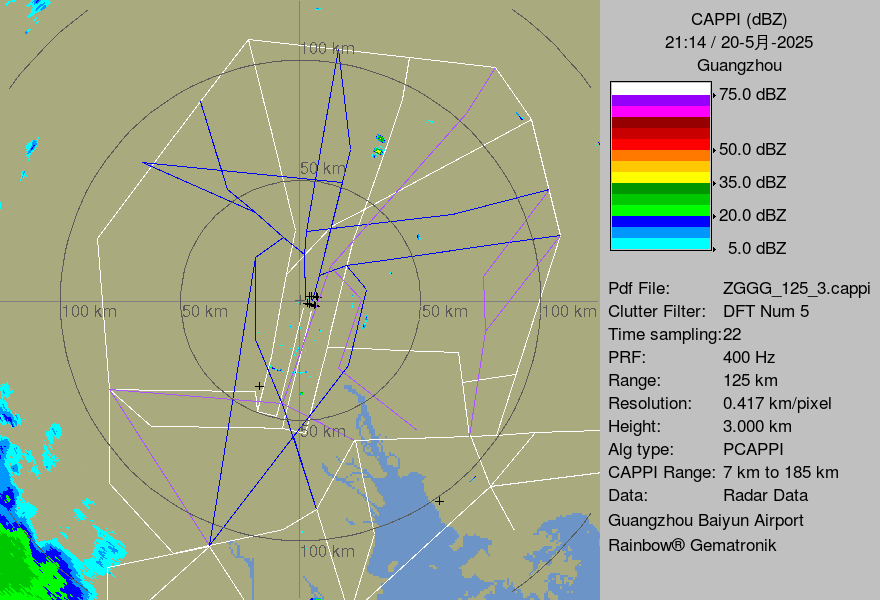 CAPPI (dBZ)
21:14 / 20-5月-2025
Guangzhou
75.0 dBZ
50.0 dBZ
35.0 dBZ
20.0 dBZ
5.0 dBZ
100 km
50 km
100 km
50 km
50 km
100 km
50 km
100 km
Pdf File: ZGGG_125_3.cappi
Clutter Filter: DFT Num 5
Time sampling:22
PRF: 400 Hz
Range: 125 km
Resolution: 0.417 km/pixel
Height: 3.000 km
Alg type: PCAPPI
CAPPI Range: 7 km to 185 km
Data: Radar Data
Guangzhou Baiyun Airport
Rainbow® Gematronik